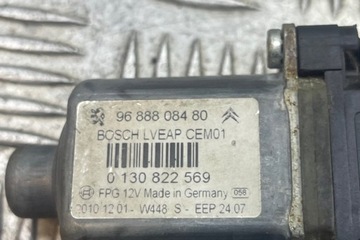 96 888 084 80
BOSCH LVEAP CEM01
0 130 822 569
FPG 12V Made in Germany 058
0010 12 01 - W448 S - EEP 24 07